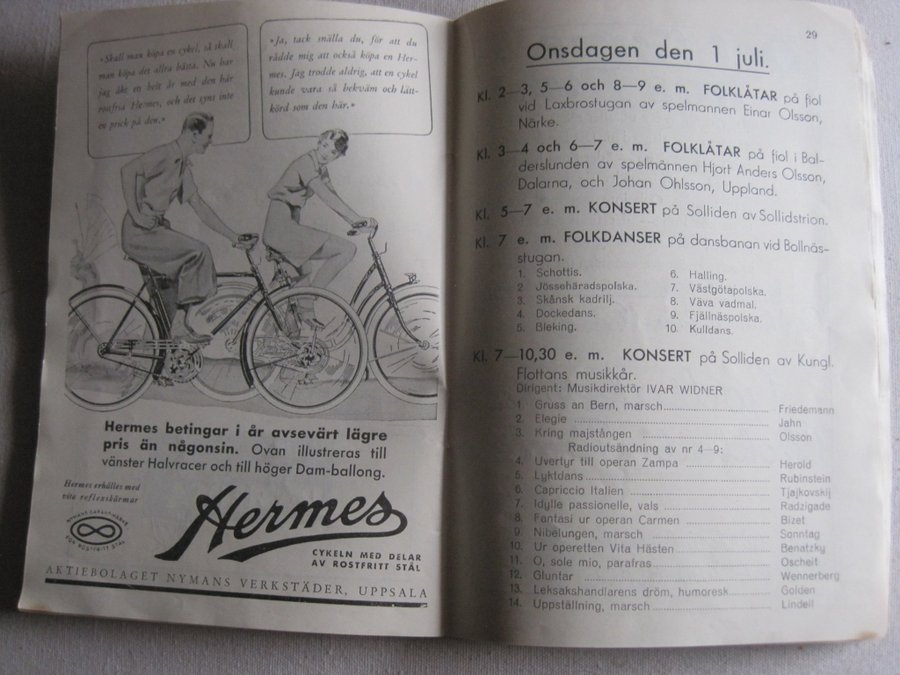 »Skall man köpa en cykel, så skall
man köpa det allra bästa. Nu har
jag åkt en helt år med den här
rostfria Hermes, och det syns inte
en prick på den.»
»Ja, tack skall du, för att du
rådde mig att också köpa en Her-
mes. Jag trodde aldrig, att en cykel
kunde vara så bekväm och lätt-
körd som den här.»
Hermes betingar i år avsevärt lägre
pris än någonsin. Ovan illustreras till
vänster Halvracer och till höger Dam-ballong.
Hermes erhålles med
vita reflexskärmar
NYMANS GARANTIMÄRKE
FÖR ROSTFRITT STÅL
Hermes
CYKELN MED DELAR
AV ROSTFRITT STÅL
AKTIEBOLAGET NYMANS VERKSTÄDER, UPPSALA
29
Onsdagen den 1 juli.
Kl. 2—3, 5—6 och 8—9 e. m. FOLKLÅTAR på fiol
vid Laxbrostugan av spelmannen Einar Olsson,
Närke.
Kl. 3—4 och 6—7 e. m. FOLKLÅTAR på fiol i Bal-
derslunden av spelmännen Hjort Anders Olsson,
Dalarna, och Johan Ohlsson, Uppland.
Kl. 5—7 e. m. KONSERT på Solliden av Sollidstrion.
Kl. 7 e. m. FOLKDANSER på dansbanan vid Bollnäs-
stugan.
1. Schottis.
2. Jössehäradspolska.
3. Skånsk kadrilj.
4. Dockedans.
5. Bleking.
6. Halling.
7. Västgötapolska.
8. Väva vadmal.
9. Fjällnäspolska.
10. Kulldans.
Kl. 7—10,30 e. m. KONSERT på Solliden av Kungl.
Flottans musikkår.
Dirigent: Musikdirektör IVAR WIDNER
1. Gruss an Bern, marsch Friedemann
2. Elegie Jahn
3. Kring majstången Olsson
Radioutsändning av nr 4—9:
4. Uvertyr till operan Zampa Herold
5. Lyktdans Rubinstein
6. Capriccio Italien Tjajkovskij
7. Idylle passionelle, vals Radzigade
8. Fantasi ur operan Carmen Bizet
9. Nibelungen, marsch Sonntag
10. Ur operetten Vita Hästen Benatzky
11. O, sole mio, parafras Oscheit
12. Gluntar Wennerberg
13. Leksakshandlarens dröm, humoresk Golden
14. Uppställning, marsch Lindell